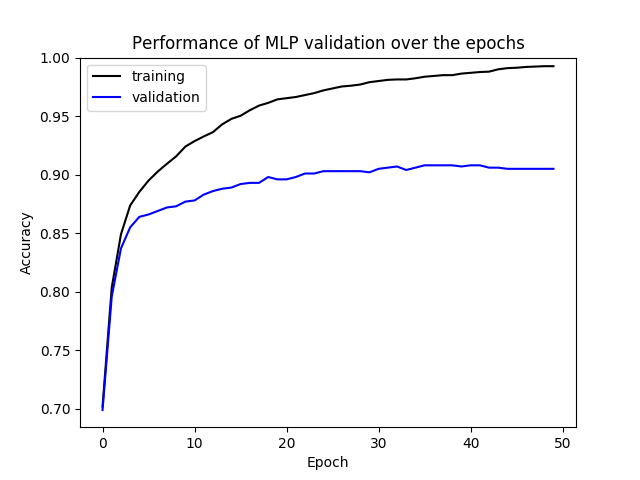 Performance of MLP validation over the epochs
training
validation
Accuracy
1.00
0.95
0.90
0.85
0.80
0.75
0.70
0
10
20
30
40
50
Epoch